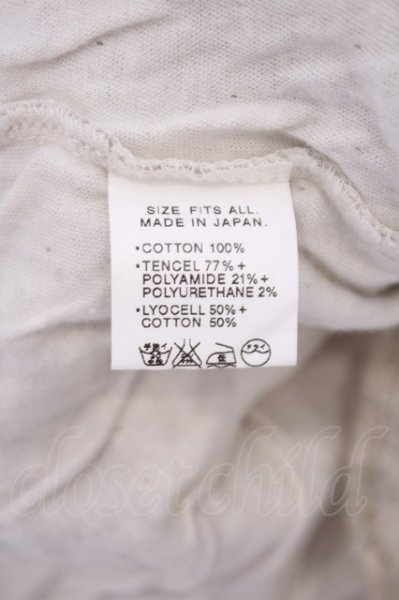 SIZE FITS ALL.
MADE IN JAPAN.
•COTTON 100%
•TENCEL 77%+
POLYAMIDE 21%+
POLYURETHANE 2%
•LYOCELL 50%+
COTTON 50%
closet child